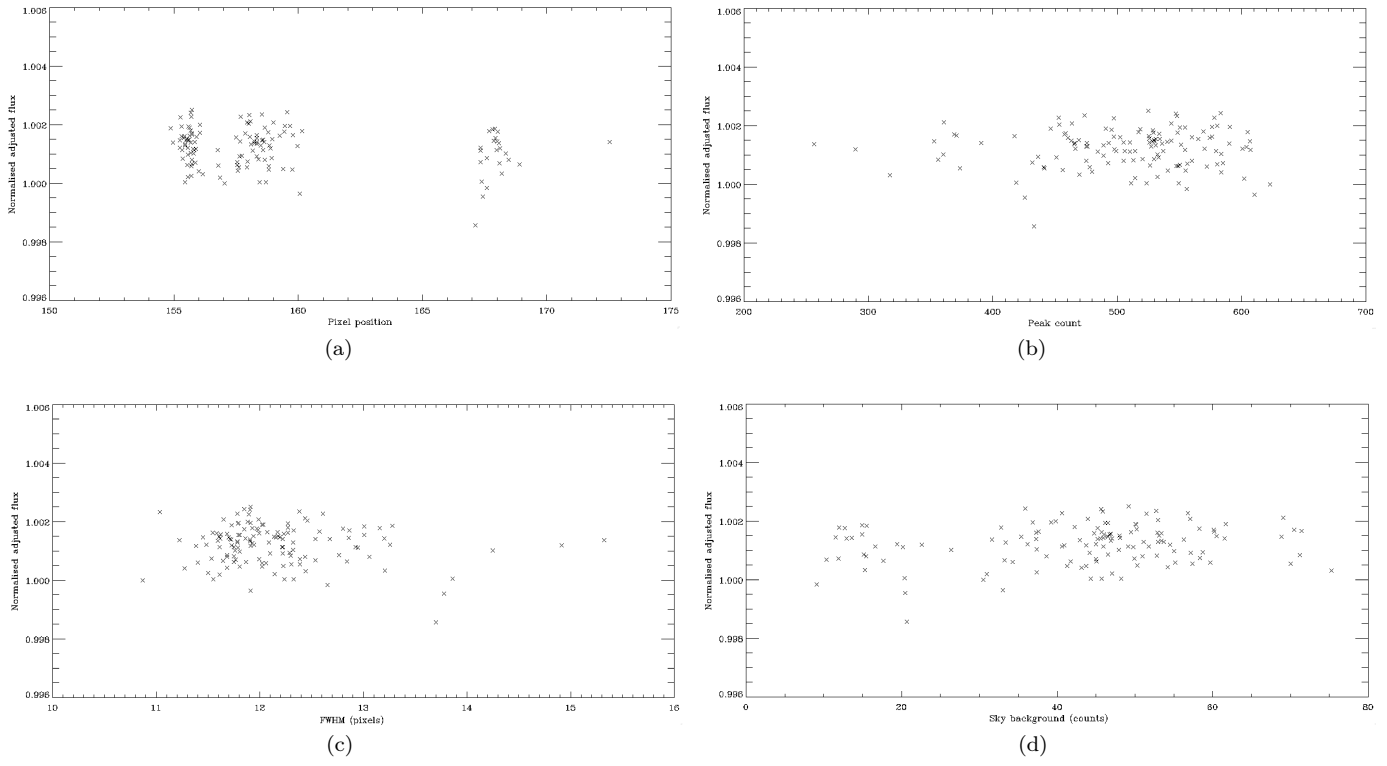 1.006
1.004
1.002
1.000
0.998
0.996
Normalised adjusted flux
150 155 160 165 170 175
Pixel position
(a)
1.006
1.004
1.002
1.000
0.998
0.996
Normalised adjusted flux
200 300 400 500 600 700
Peak count
(b)
1.006
1.004
1.002
1.000
0.998
0.996
Normalised adjusted flux
10 11 12 13 14 15 16
FWHM (pixels)
(c)
1.006
1.004
1.002
1.000
0.998
0.996
Normalised adjusted flux
0 20 40 60 80
Sky background (counts)
(d)